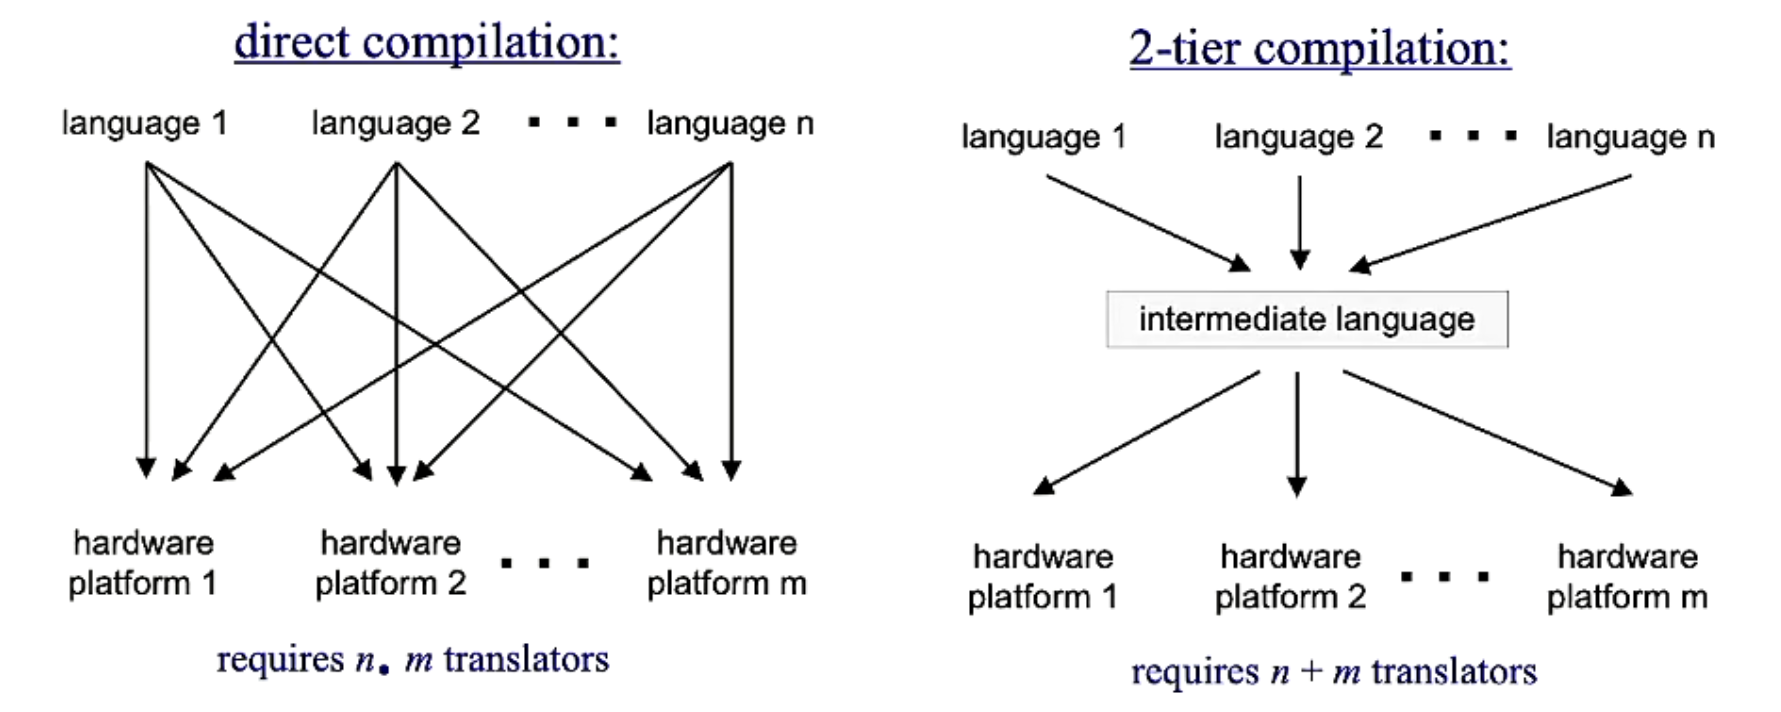 direct compilation:
language 1 language 2 . . . language n
hardware platform 1
hardware platform 2
. . .
hardware platform m
requires n. m translators
2-tier compilation:
language 1 language 2 . . . language n
intermediate language
hardware platform 1
hardware platform 2
. . .
hardware platform m
requires n + m translators